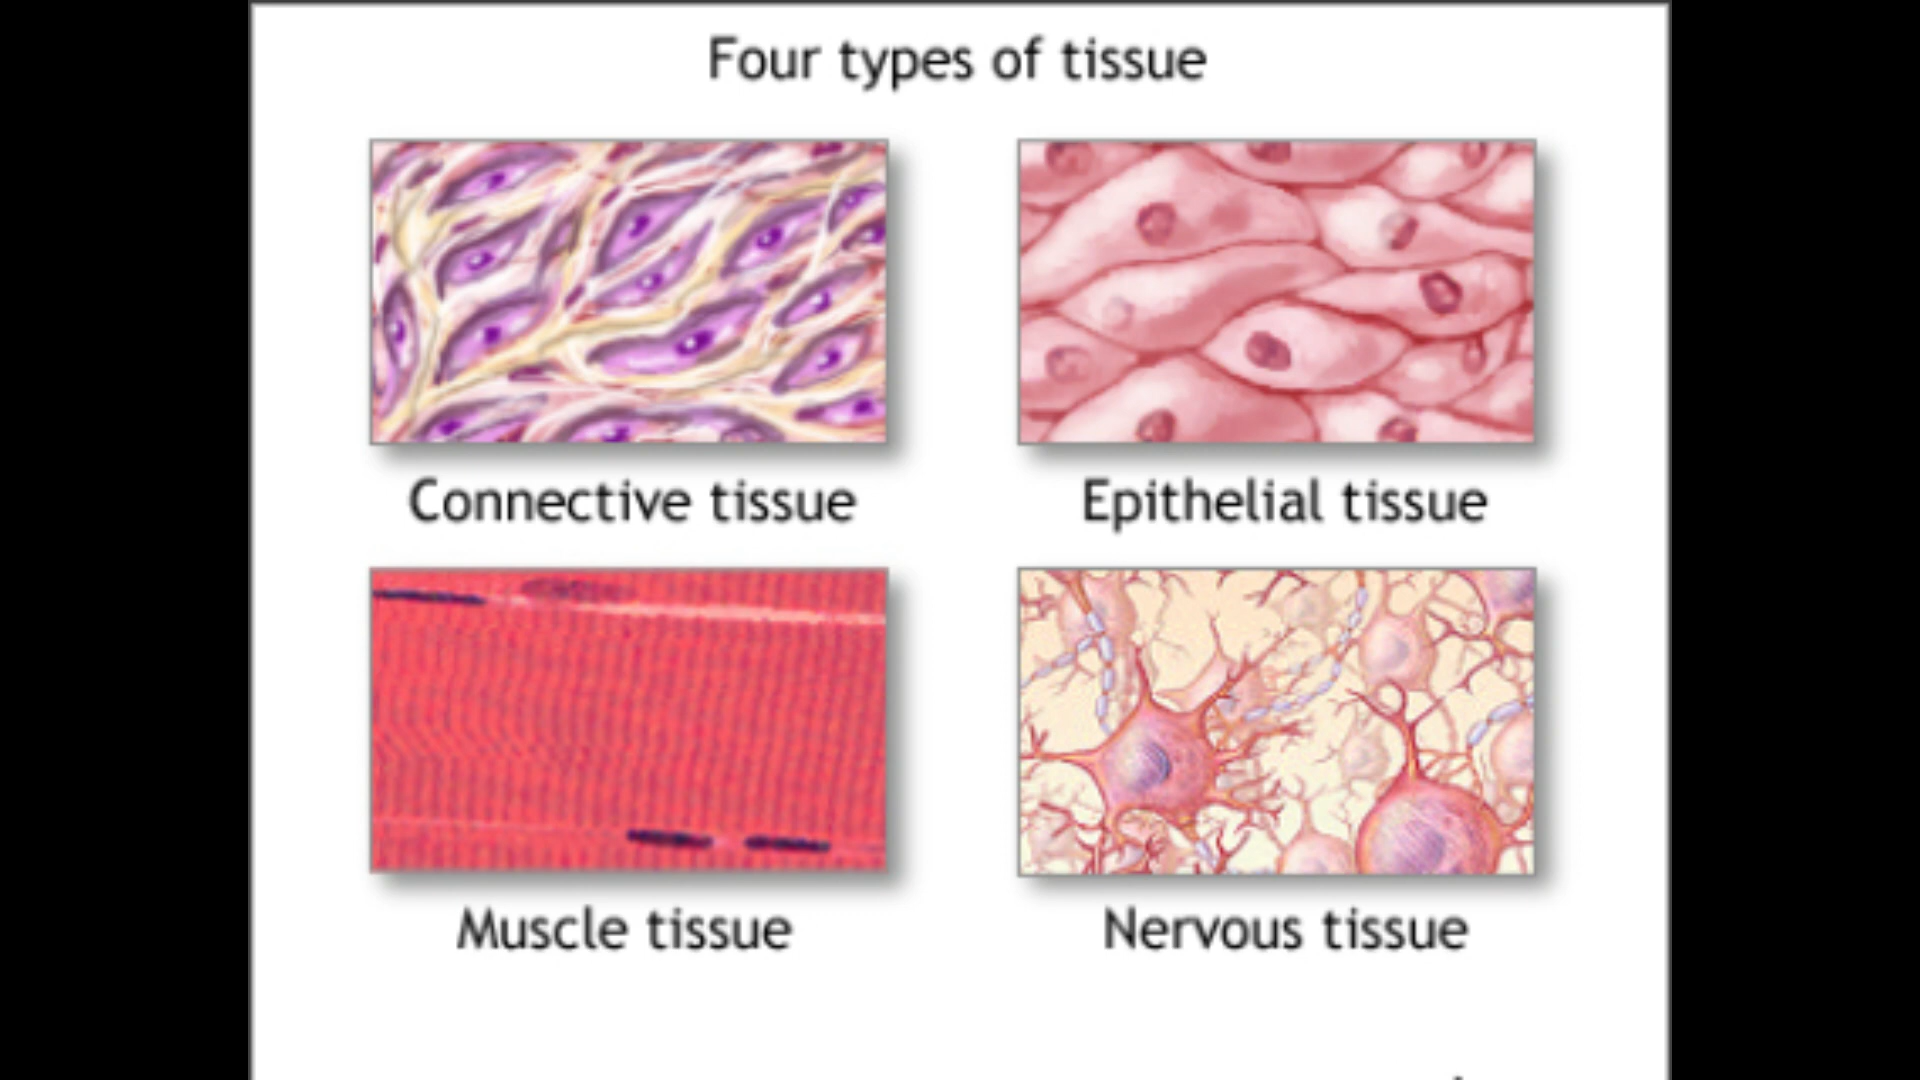 Four types of tissue
Connective tissue
Epithelial tissue
Muscle tissue
Nervous tissue